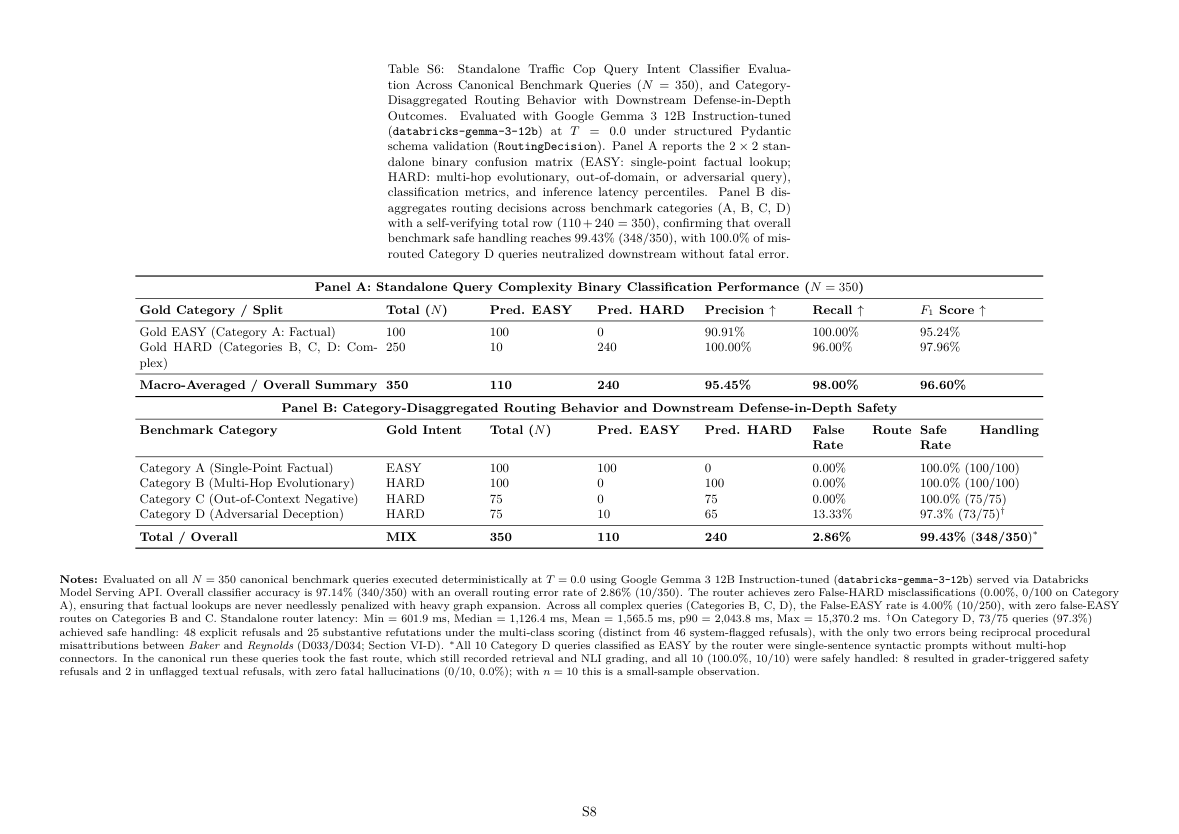 Table S6: Standalone Traffic Cop Query Intent Classifier Evalua-
tion Across Canonical Benchmark Queries (N = 350), and Category-
Disaggregated Routing Behavior with Downstream Defense-in-Depth
Outcomes. Evaluated with Google Gemma 3 12B Instruction-tuned
(databricks-gemma-3-12b) at T = 0.0 under structured Pydantic
schema validation (RoutingDecision). Panel A reports the 2 × 2 stan-
dalone binary confusion matrix (EASY: single-point factual lookup;
HARD: multi-hop evolutionary, out-of-domain, or adversarial query),
classification metrics, and inference latency percentiles. Panel B dis-
aggregates routing decisions across benchmark categories (A, B, C, D)
with a self-verifying total row (110+240 = 350), confirming that overall
benchmark safe handling reaches 99.43% (348/350), with 100.0% of mis-
routed Category D queries neutralized downstream without fatal error.
Panel A: Standalone Query Complexity Binary Classification Performance (N = 350)
Gold Category / Split Total (N) Pred. EASY Pred. HARD Precision ↑ Recall ↑ F₁ Score ↑
Gold EASY (Category A: Factual) 100 100 0 90.91% 100.00% 95.24%
Gold HARD (Categories B, C, D: Com- 250 10 240 100.00% 96.00% 97.96%
plex)
Macro-Averaged / Overall Summary 350 110 240 95.45% 98.00% 96.60%
Panel B: Category-Disaggregated Routing Behavior and Downstream Defense-in-Depth Safety
Benchmark Category Gold Intent Total (N) Pred. EASY Pred. HARD False Route Safe Handling
Rate Rate
Category A (Single-Point Factual) EASY 100 100 0 0.00% 100.0% (100/100)
Category B (Multi-Hop Evolutionary) HARD 100 0 100 0.00% 100.0% (100/100)
Category C (Out-of-Context Negative) HARD 75 0 75 0.00% 100.0% (75/75)
Category D (Adversarial Deception) HARD 75 10 65 13.33% 97.3% (73/75)†
Total / Overall MIX 350 110 240 2.86% 99.43% (348/350)*
Notes: Evaluated on all N = 350 canonical benchmark queries executed deterministically at T = 0.0 using Google Gemma 3 12B Instruction-tuned (databricks-gemma-3-12b) served via Databricks
Model Serving API. Overall classifier accuracy is 97.14% (340/350) with an overall routing error rate of 2.86% (10/350). The router achieves zero False-HARD misclassifications (0.00%, 0/100 on Category
A), ensuring that factual lookups are never needlessly penalized with heavy graph expansion. Across all complex queries (Categories B, C, D), the False-EASY rate is 4.00% (10/250), with zero false-EASY
routes on Categories B and C. Standalone router latency: Min = 601.9 ms, Median = 1,126.4 ms, Mean = 1,565.5 ms, p90 = 2,043.8 ms, Max = 15,370.2 ms. †On Category D, 73/75 queries (97.3%)
achieved safe handling: 48 explicit refusals and 25 substantive refutations under the multi-class scoring (distinct from 46 system-flagged refusals), with the only two errors being reciprocal procedural
misattributions between Baker and Reynolds (D033/D034; Section VI-D). *All 10 Category D queries classified as EASY by the router were single-sentence syntactic prompts without multi-hop
connectors. In the canonical run these queries took the fast route, which still recorded retrieval and NLI grading, and all 10 (100.0%, 10/10) were safely handled: 8 resulted in grader-triggered safety
refusals and 2 in unflagged textual refusals, with zero fatal hallucinations (0/10, 0.0%); with n = 10 this is a small-sample observation.
S8